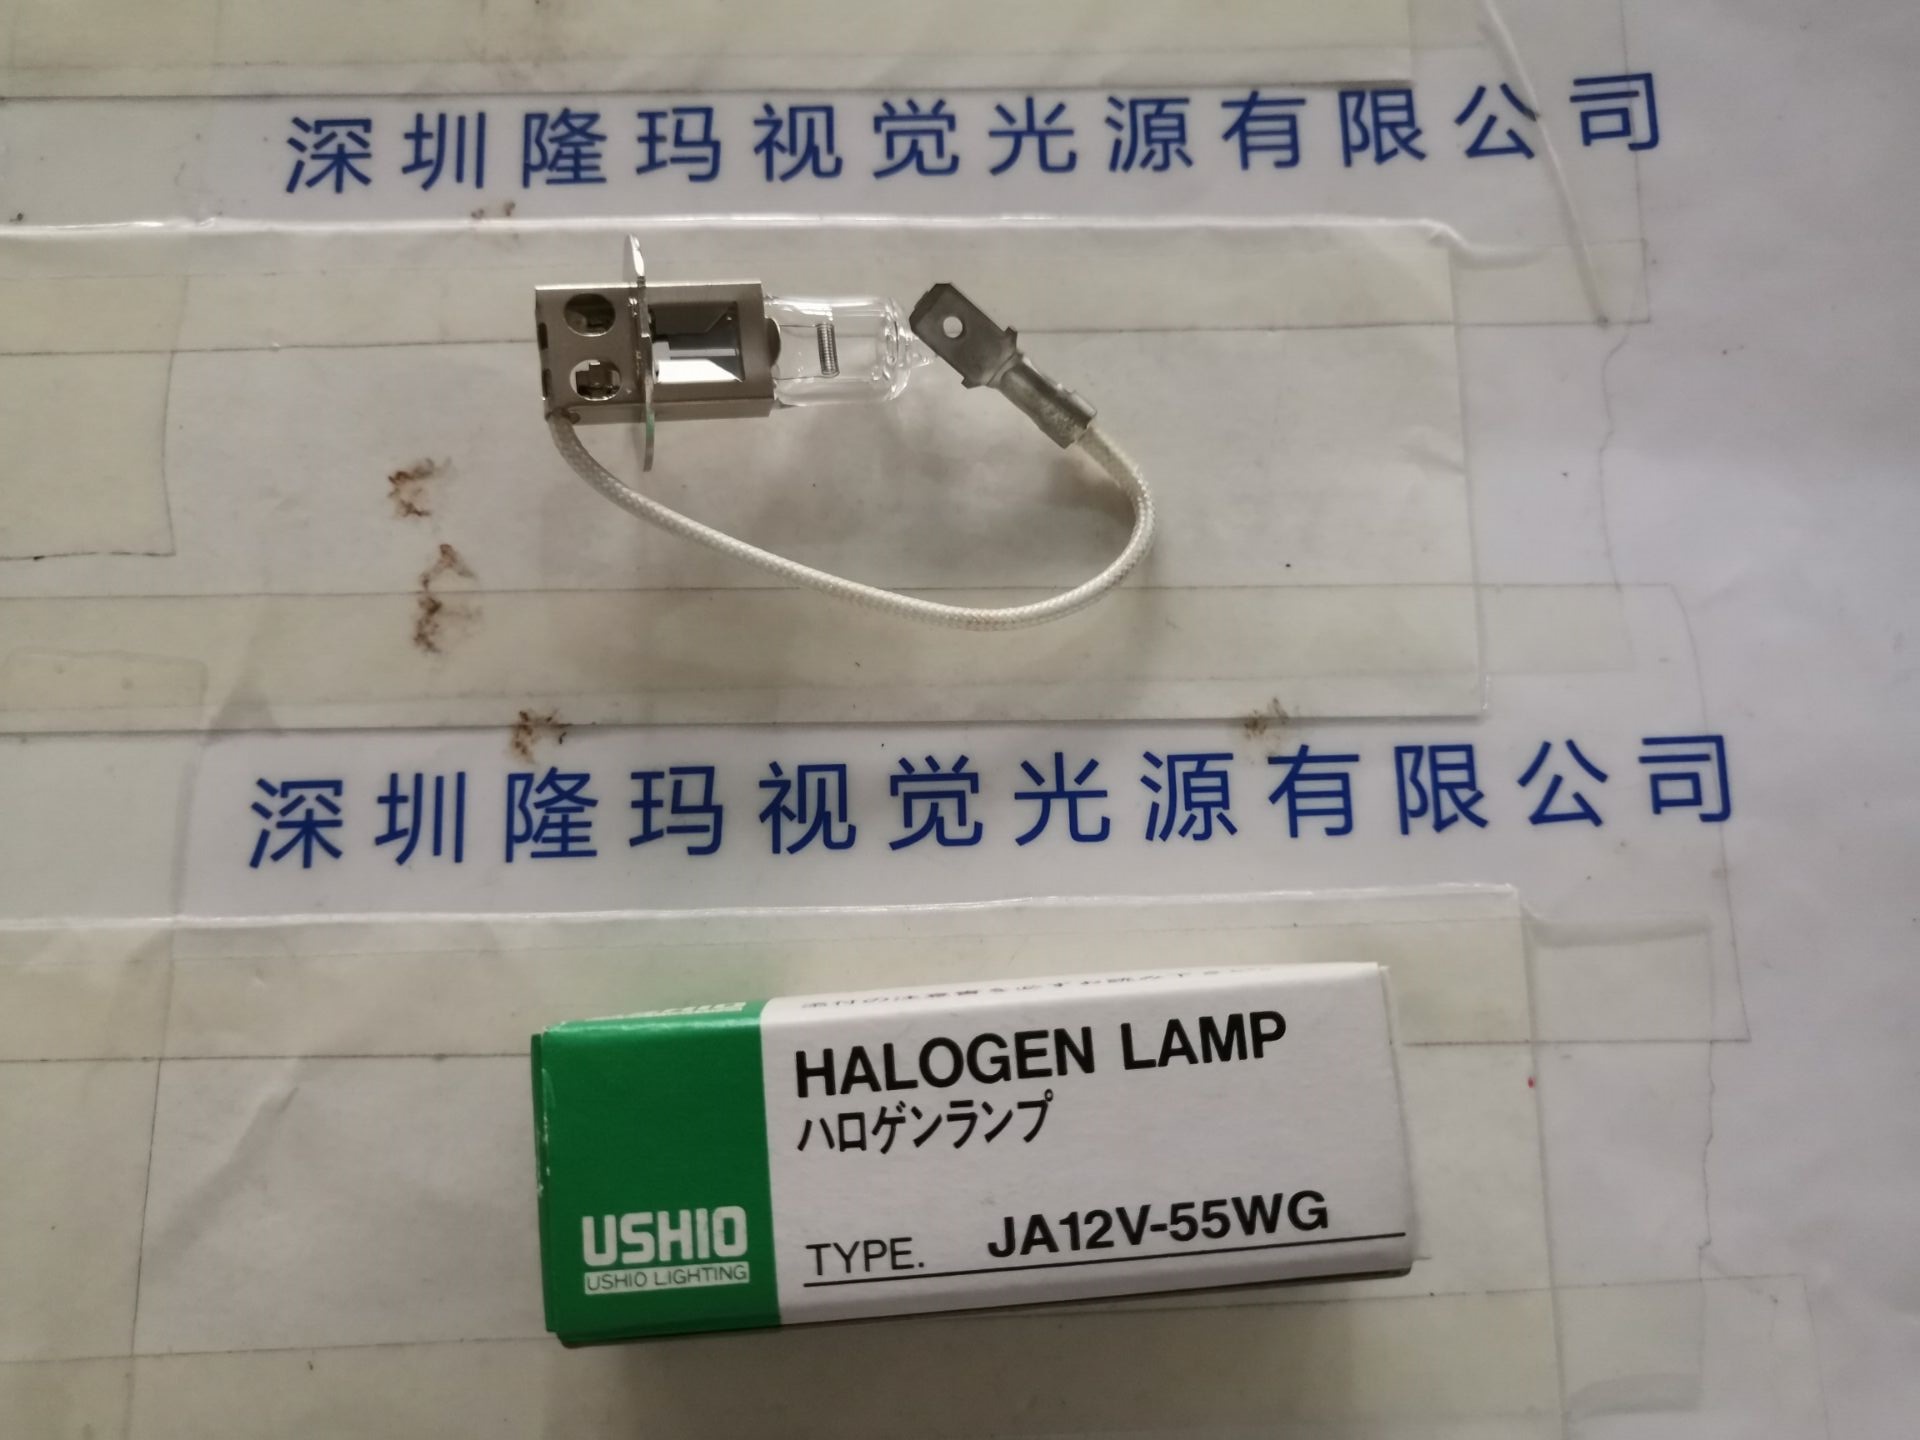 深圳隆玛视觉光源有限公司
深圳隆玛视觉光源有限公司
HALOGEN LAMP
ハロゲンランプ
USHIO
USHIO LIGHTING
TYPE. JA12V-55WG